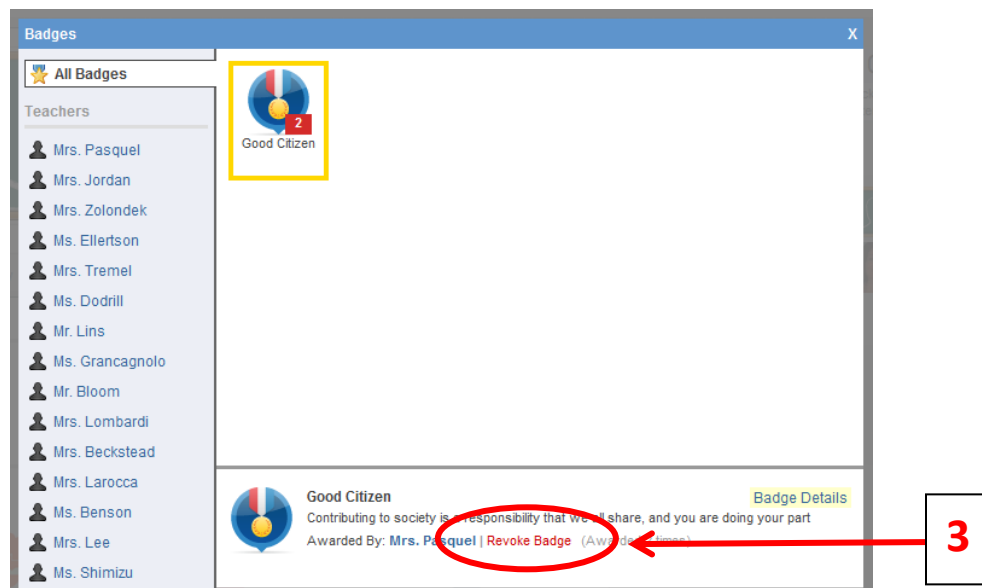 Badges X
All Badges
Teachers
Mrs. Pasquel
Mrs. Jordan
Mrs. Zolondek
Ms. Ellertson
Mrs. Tremel
Ms. Dodrill
Mr. Lins
Ms. Grancagnolo
Mr. Bloom
Mrs. Lombardi
Mrs. Beckstead
Mrs. Larocca
Ms. Benson
Mrs. Lee
Ms. Shimizu
2
Good Citizen
Good Citizen Badge Details
Contributing to society is a responsibility that we all share, and you are doing your part
Awarded By: Mrs. Pasquel | Revoke Badge (Awarded times)
3